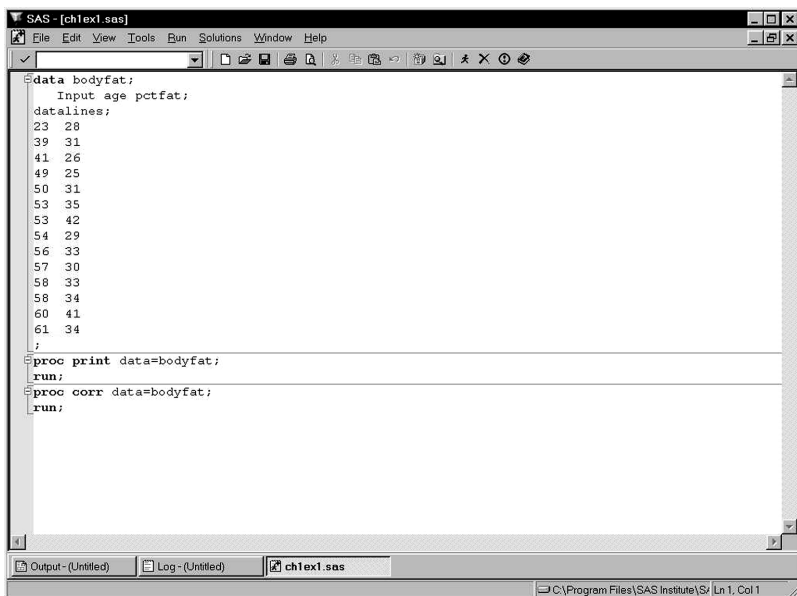 SAS - [ch1ex1.sas]
File Edit View Tools Run Solutions Window Help
data bodyfat;
Input age pctfat;
datalines;
23 28
39 31
41 26
49 25
50 31
53 35
53 42
54 29
56 33
57 30
58 33
58 34
60 41
61 34
;
proc print data=bodyfat;
run;
proc corr data=bodyfat;
run;
Output - (Untitled) Log - (Untitled) ch1ex1.sas
C:\Program Files\SAS Institute\S Ln 1, Col 1